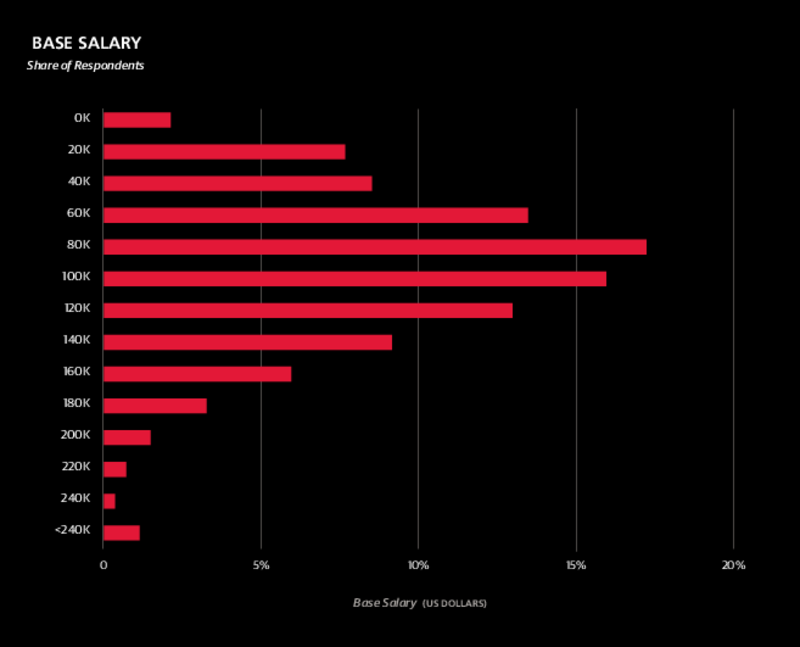 BASE SALARY
Share of Respondents
0K
20K
40K
60K
80K
100K
120K
140K
160K
180K
200K
220K
240K
<240K
0 5% 10% 15% 20%
Base Salary (US DOLLARS)